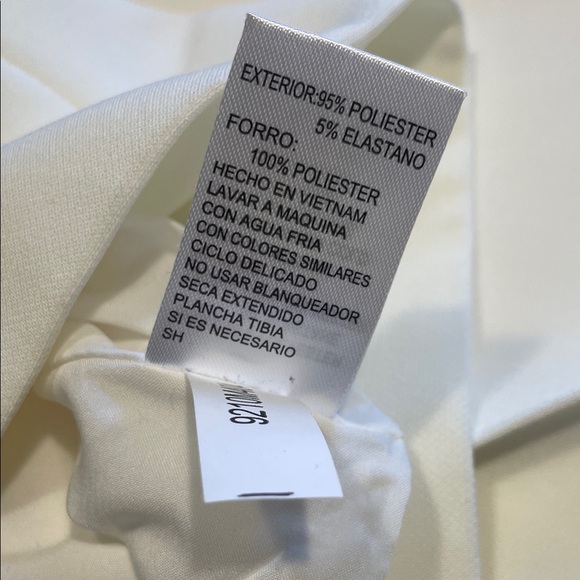 EXTERIOR:95% POLIESTER
5% ELASTANO
FORRO:
100% POLIESTER
HECHO EN VIETNAM
LAVAR A MAQUINA
CON AGUA FRIA
CON COLORES SIMILARES
CICLO DELICADO
NO USAR BLANQUEADOR
SECA EXTENDIDO
PLANCHA TIBIA
SI ES NECESARIO
SH